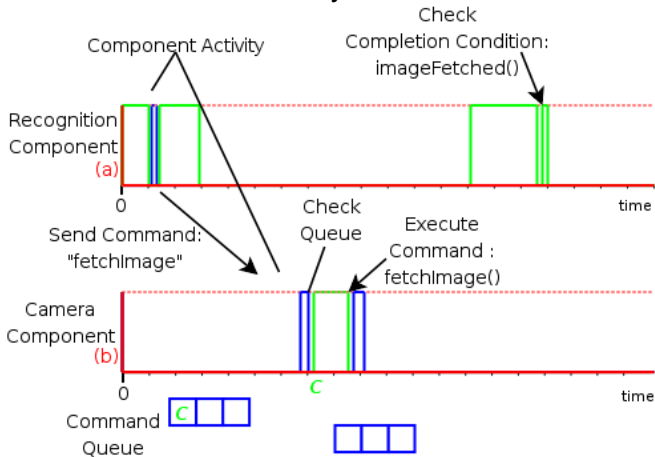 Check
Completion Condition:
imageFetched()
Component Activity
Recognition
Component
(a)
0
time
Send Command:
"fetchImage"
Check
Queue
Execute
Command :
fetchImage()
Camera
Component
(b)
0
C
time
Command
Queue
C